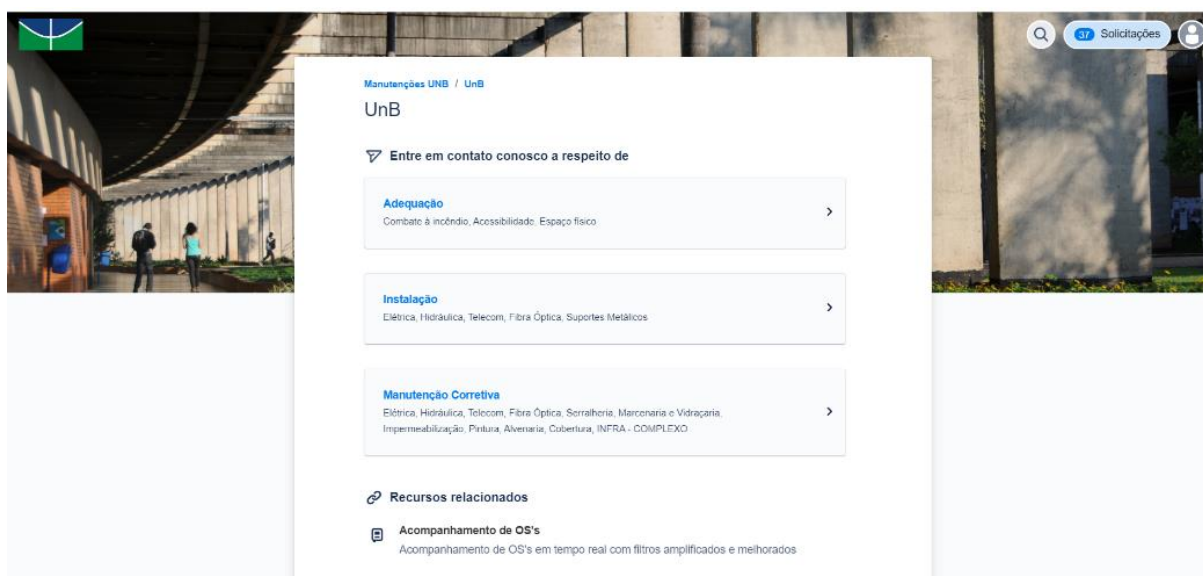 37 Solicitações
Manutenções UNB / UnB
UnB
Entre em contato conosco a respeito de
Adequação
Combate à incêndio, Acessibilidade, Espaço físico
Instalação
Elétrica, Hidráulica, Telecom, Fibra Óptica, Suportes Metálicos
Manutenção Corretiva
Elétrica, Hidráulica, Telecom, Fibra Óptica, Serralheria, Marcenaria e Vidraçaria,
Impermeabilização, Pintura, Alvenaria, Cobertura, INFRA - COMPLEXO
Recursos relacionados
Acompanhamento de OS's
Acompanhamento de OS's em tempo real com filtros amplificados e melhorados